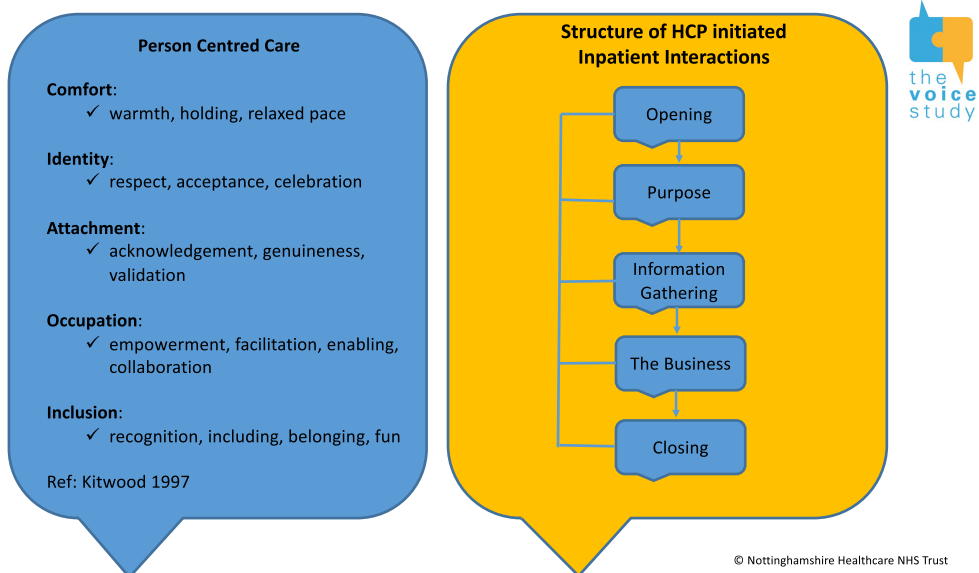 Person Centred Care
Comfort:
✓ warmth, holding, relaxed pace
Identity:
✓ respect, acceptance, celebration
Attachment:
✓ acknowledgement, genuineness,
validation
Occupation:
✓ empowerment, facilitation, enabling,
collaboration
Inclusion:
✓ recognition, including, belonging, fun
Ref: Kitwood 1997
Structure of HCP initiated
Inpatient Interactions
Opening
Purpose
Information
Gathering
The Business
Closing
the
voice
study
© Nottinghamshire Healthcare NHS Trust